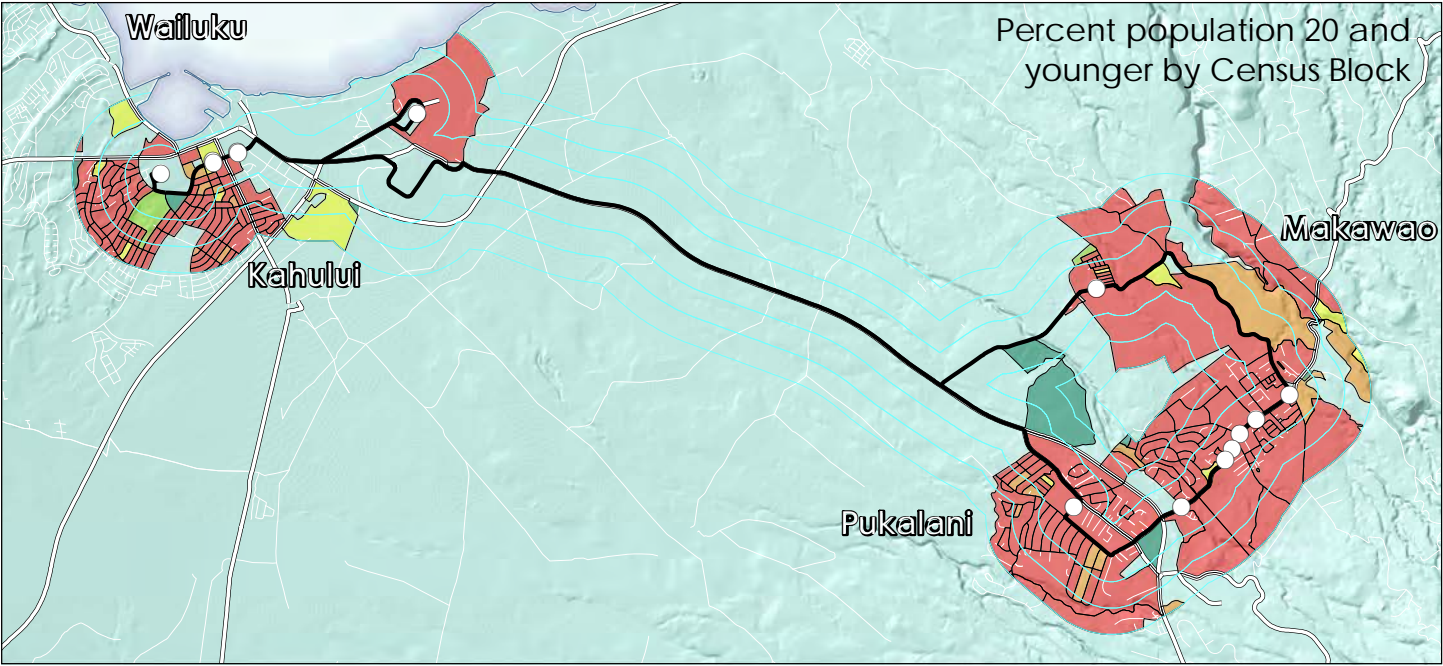 Wailuku
Percent population 20 and
younger by Census Block
Makawao
Kahului
Pukalani